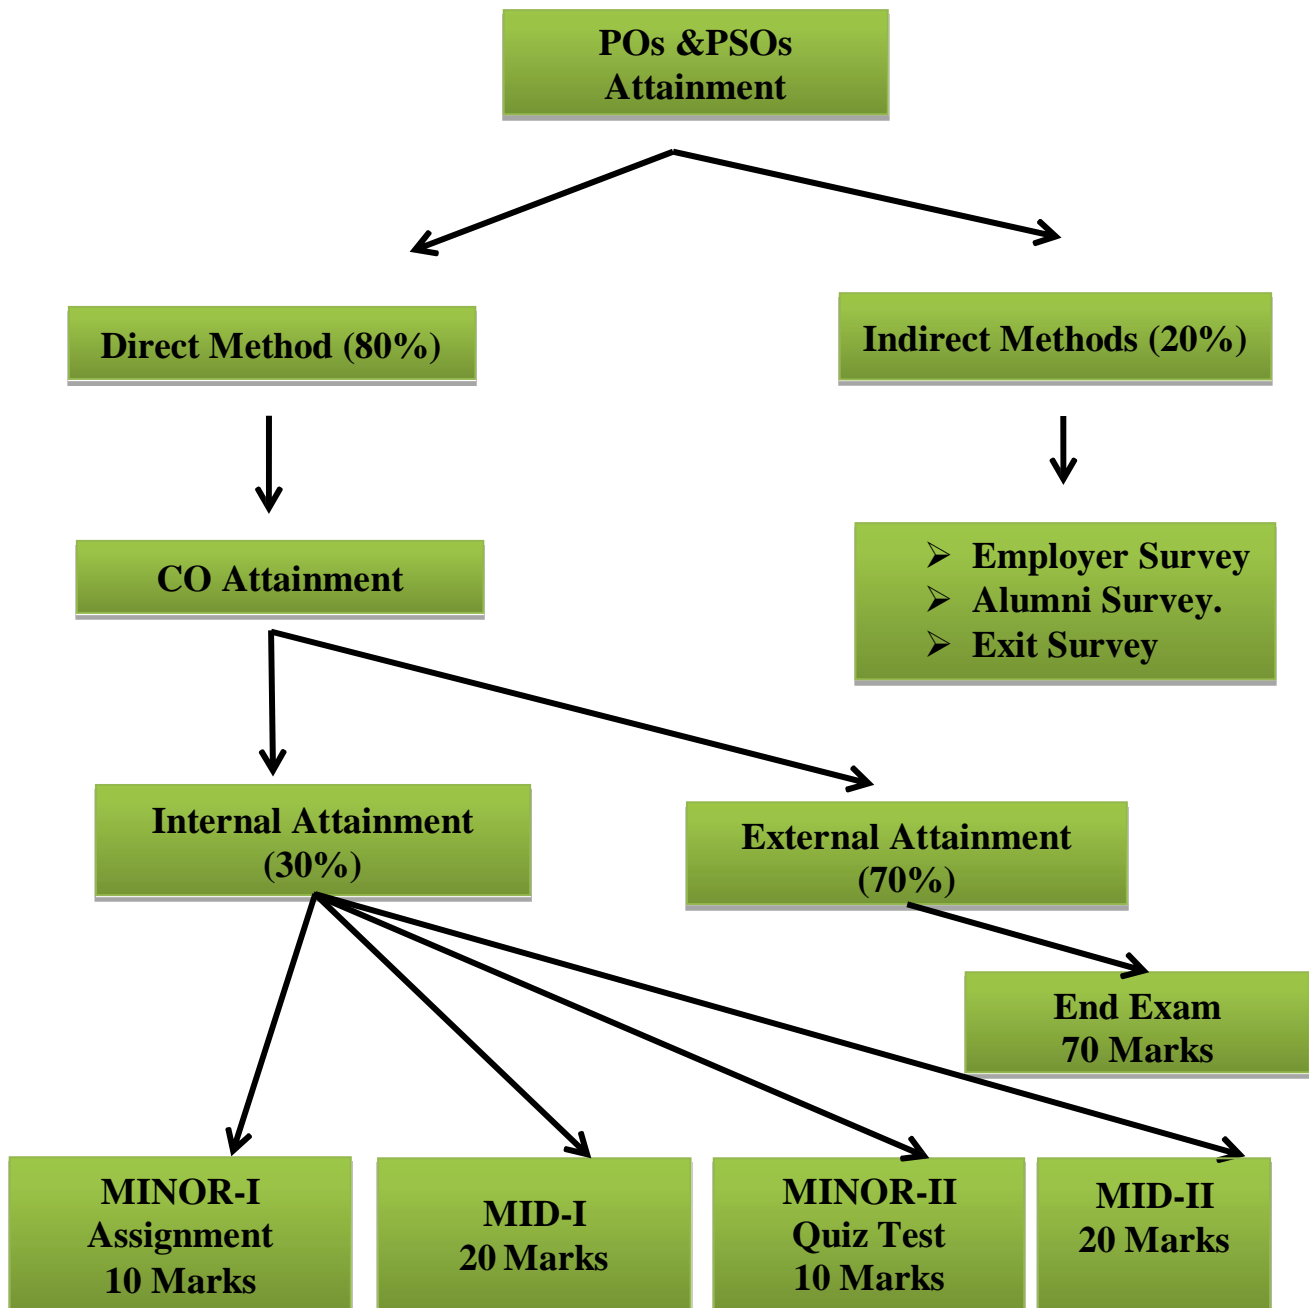 POs &PSOs
Attainment
Direct Method (80%)
Indirect Methods (20%)
CO Attainment
➢ Employer Survey
➢ Alumni Survey.
➢ Exit Survey
Internal Attainment
(30%)
External Attainment
(70%)
End Exam
70 Marks
MINOR-I
Assignment
10 Marks
MID-I
20 Marks
MINOR-II
Quiz Test
10 Marks
MID-II
20 Marks